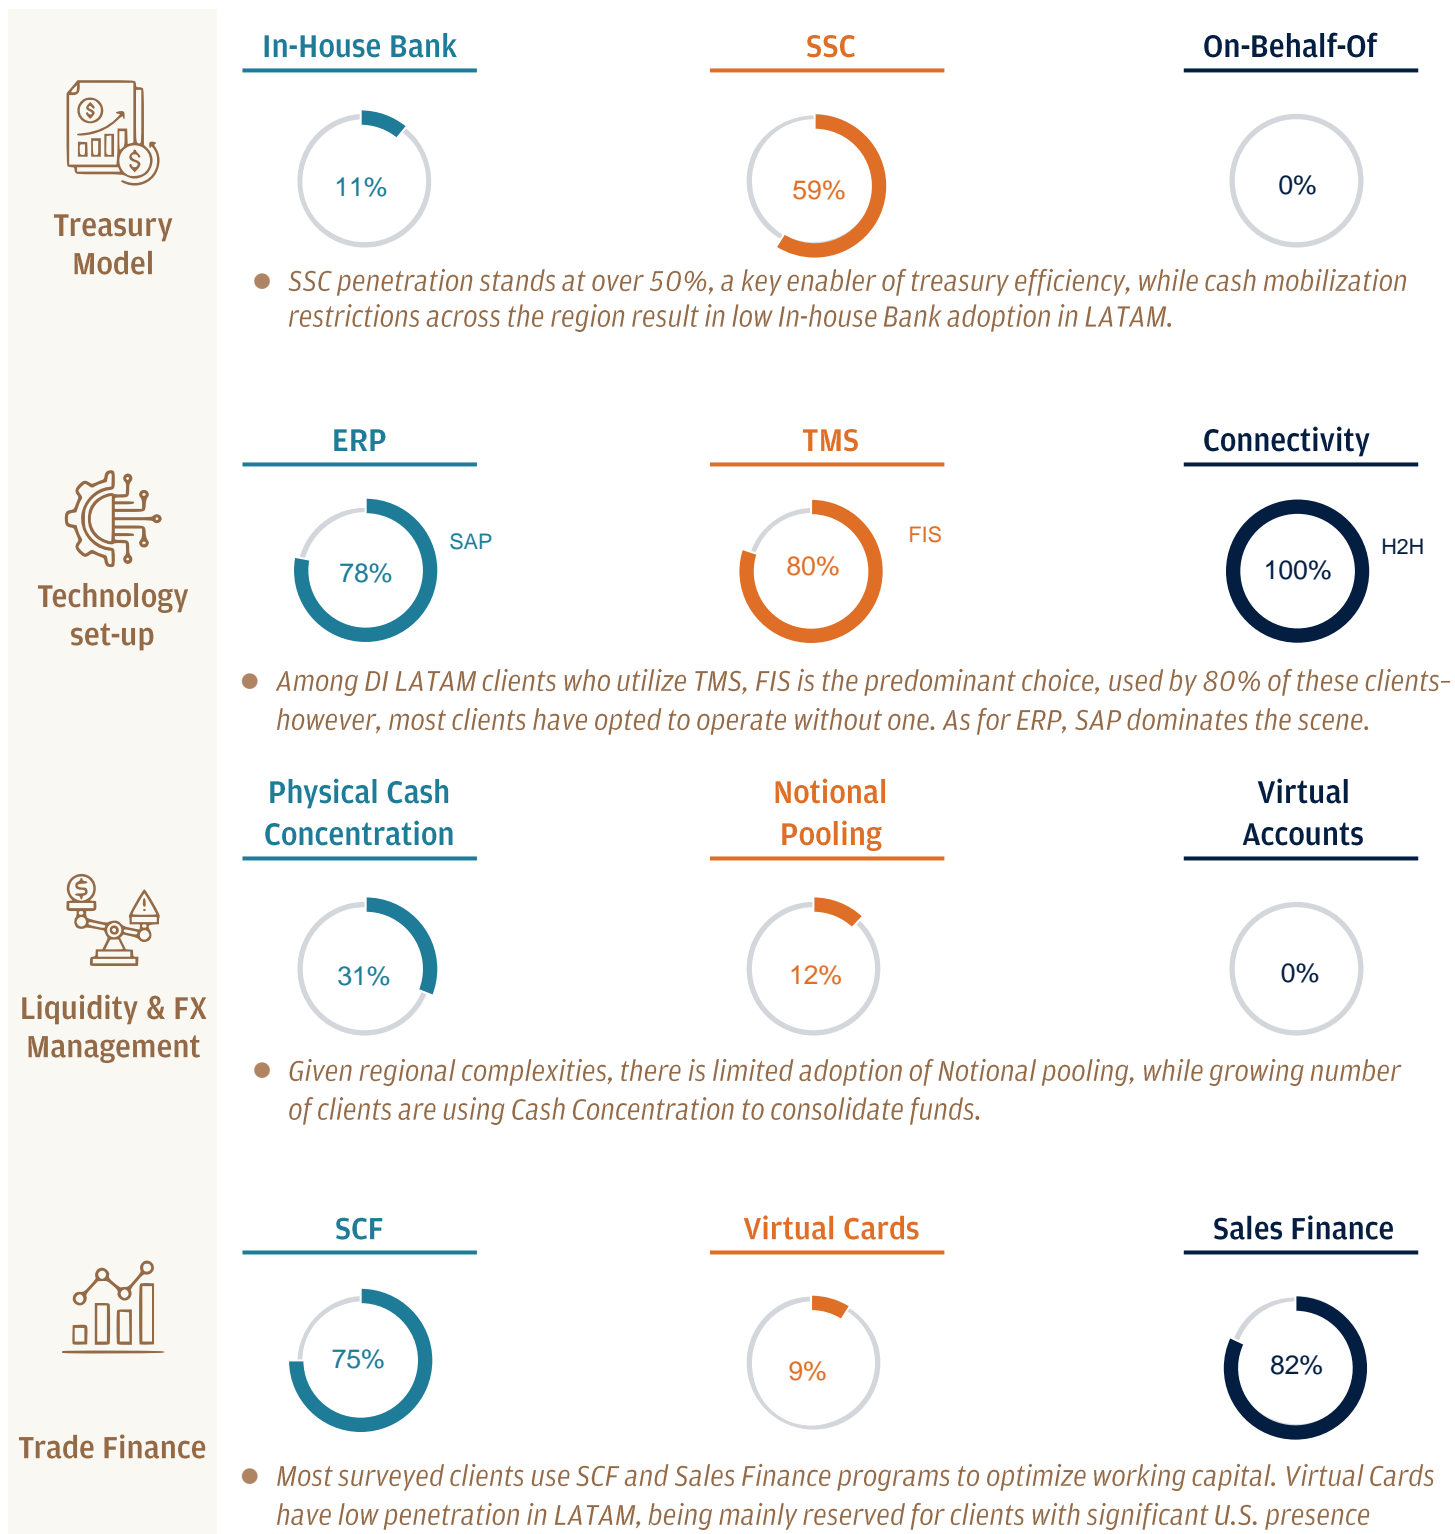 In-House Bank
SSC
On-Behalf-Of
11%
59%
0%
Treasury
Model
SSC penetration stands at over 50%, a key enabler of treasury efficiency, while cash mobilization
restrictions across the region result in low In-house Bank adoption in LATAM.
ERP
TMS
Connectivity
78%
SAP
80%
FIS
100%
H2H
Technology
set-up
Among DI LATAM clients who utilize TMS, FIS is the predominant choice, used by 80% of these clients–
however, most clients have opted to operate without one. As for ERP, SAP dominates the scene.
Physical Cash
Concentration
Notional
Pooling
Virtual
Accounts
31%
12%
0%
Liquidity & FX
Management
Given regional complexities, there is limited adoption of Notional pooling, while growing number
of clients are using Cash Concentration to consolidate funds.
SCF
Virtual Cards
Sales Finance
75%
9%
82%
Trade Finance
Most surveyed clients use SCF and Sales Finance programs to optimize working capital. Virtual Cards
have low penetration in LATAM, being mainly reserved for clients with significant U.S. presence